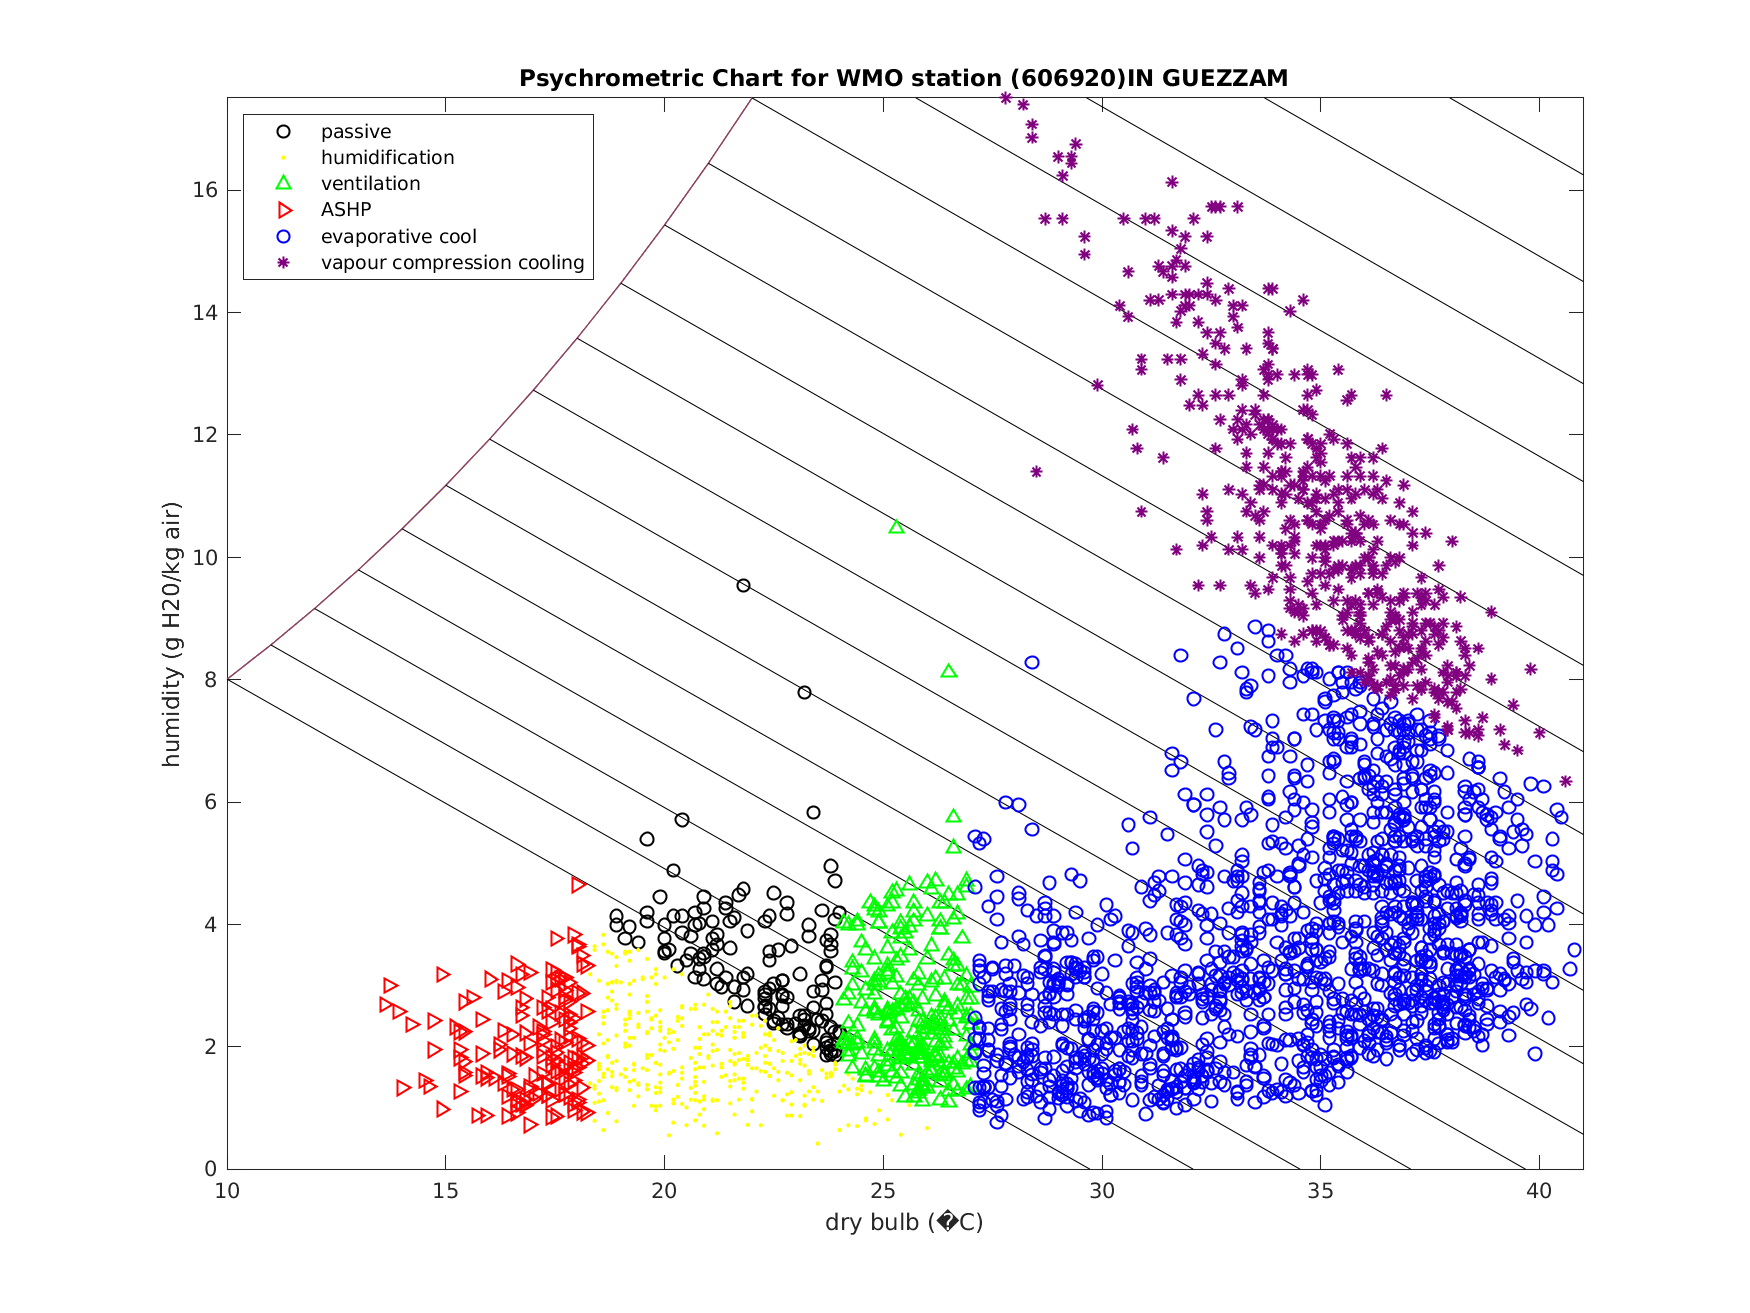 Psychrometric Chart for WMO station (606920)IN GUEZZAM
passive
humidification
ventilation
ASHP
evaporative cool
vapour compression cooling
humidity (g H20/kg air)
16
14
12
10
8
6
4
2
0
10 15 20 25 30 35 40
dry bulb (�C)